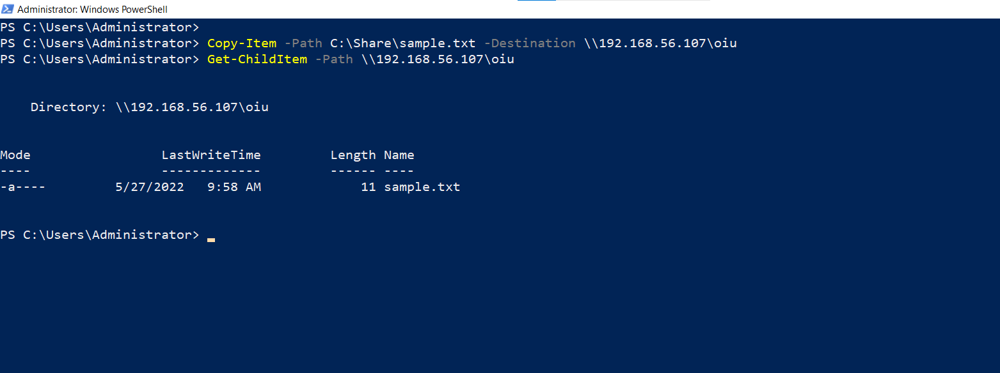 Administrator: Windows PowerShell
PS C:\Users\Administrator>
PS C:\Users\Administrator> Copy-Item -Path C:\Share\sample.txt -Destination \\192.168.56.107\oiu
PS C:\Users\Administrator> Get-ChildItem -Path \\192.168.56.107\oiu
    Directory: \\192.168.56.107\oiu
Mode                 LastWriteTime         Length Name
----                 -------------         ------ ----
-a----         5/27/2022   9:58 AM             11 sample.txt
PS C:\Users\Administrator>